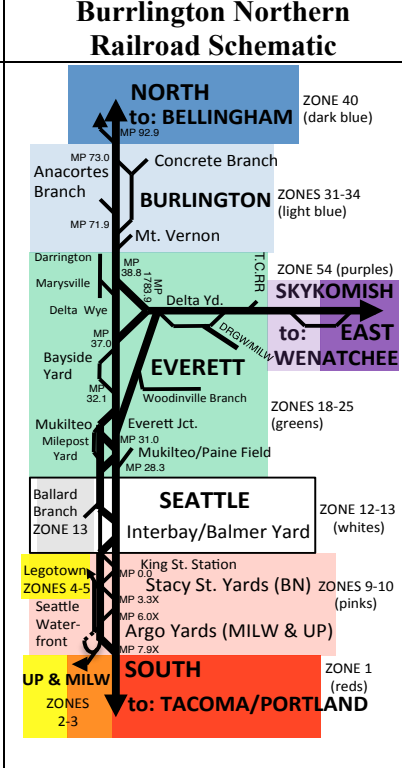 Burrlington Northern
Railroad Schematic
NORTH
to: BELLINGHAM
ZONE 40
(dark blue)
MP 92.9
MP 73.0
Concrete Branch
Anacortes
Branch
BURLINGTON
ZONES 31-34
(light blue)
MP 71.9
Mt. Vernon
Darrington
MP
38.8
MP
1783.9
T.C.RR
ZONE 54 (purples)
Marysville
SKYKOMISH
Delta Yd.
Delta Wye
to: EAST
DRGW/MILW
WENATCHEE
MP
37.0
Bayside
Yard
EVERETT
MP
32.1
Woodinville Branch
ZONES 18-25
(greens)
Mukilteo
Everett Jct.
Milepost
Yard
MP 31.0
Mukilteo/Paine Field
MP 28.3
Ballard
Branch
ZONE 13
SEATTLE
Interbay/Balmer Yard
ZONE 12-13
(whites)
King St. Station
Legotown
ZONES 4-5
MP 0.0
Stacy St. Yards (BN)
ZONES 9-10
(pinks)
MP 3.3X
Seattle
Water-
front
MP 6.0X
Argo Yards (MILW & UP)
MP 7.9X
UP & MILW
SOUTH
ZONE 1
(reds)
ZONES
2-3
to: TACOMA/PORTLAND